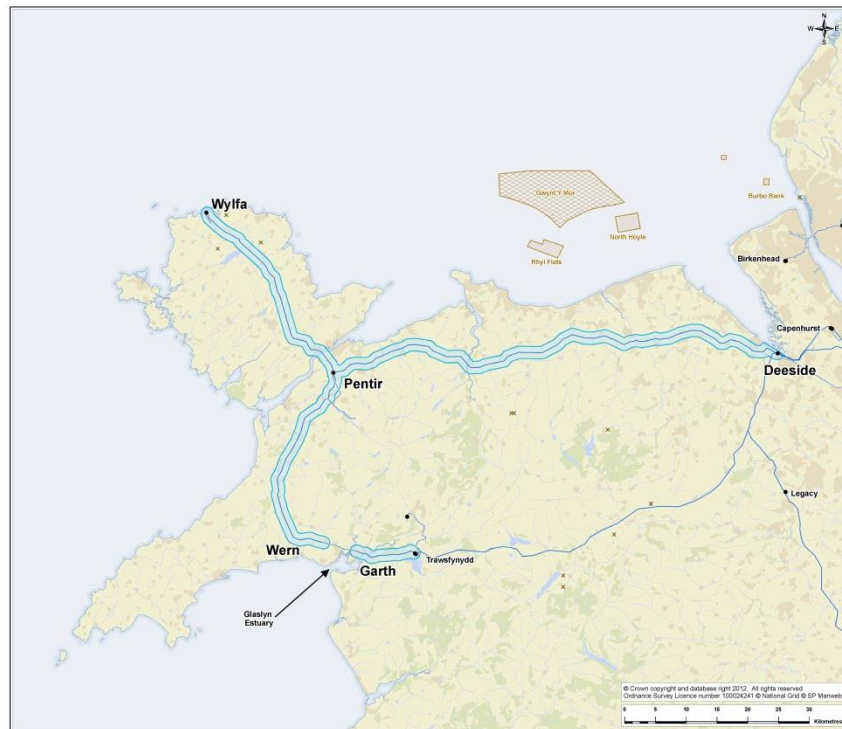 N
W E
S
Wylfa
Gwynt Y Mor
Burbo Bank
North Hoyle
Rhyl Flats
Birkenhead
Capenhurst
Deeside
Pentir
Legacy
Wern
Garth
Trawsfynydd
Glaslyn
Estuary
© Crown copyright and database right 2012. All rights reserved.
Ordnance Survey Licence number 100024241 © National Grid © SP Manweb
0 5 10 15 20 25 30
Kilometres